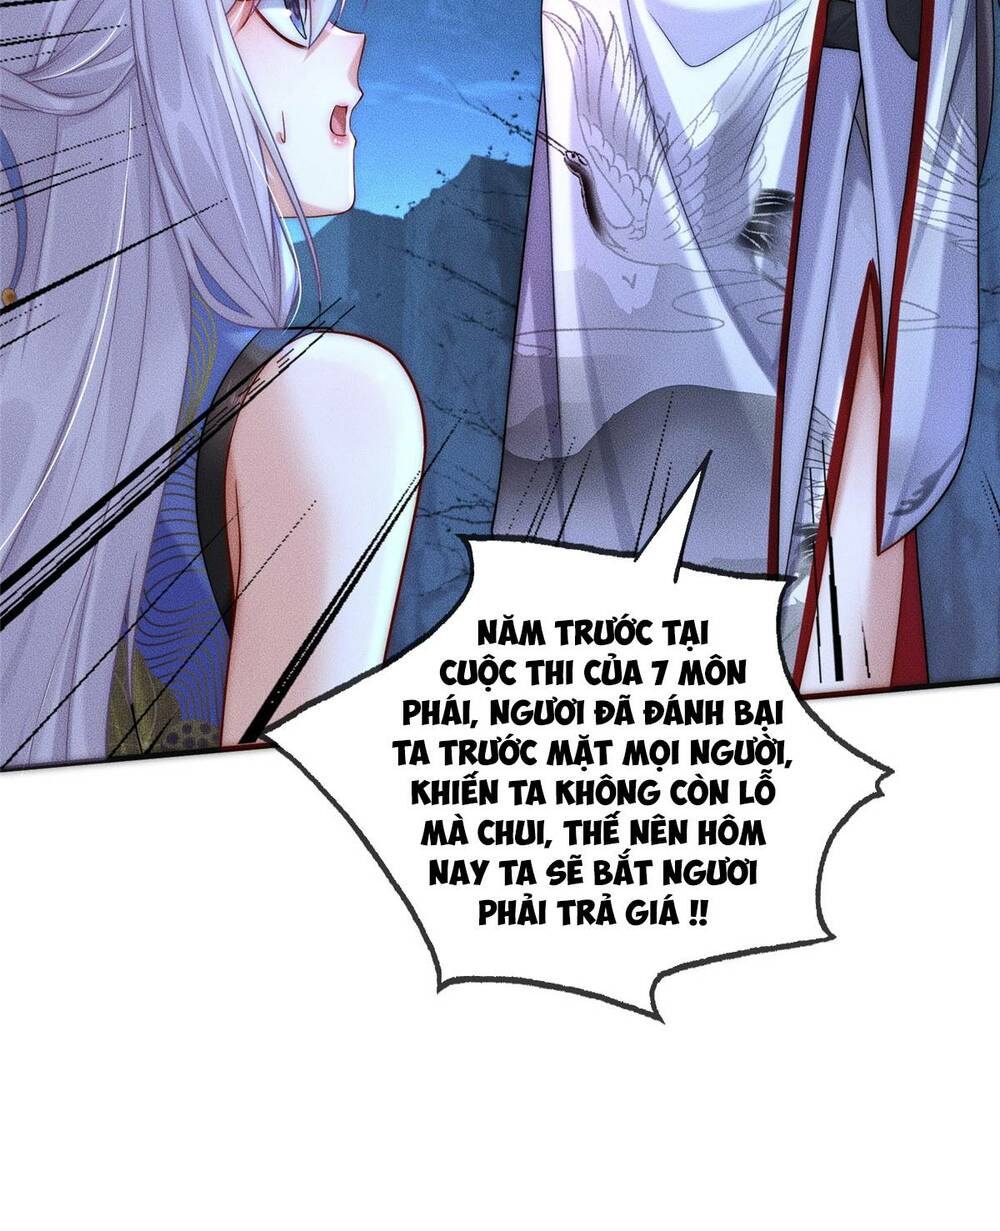 NĂM TRƯỚC TẠI
CUỘC THI CỦA 7 MÔN
PHÁI, NGƯƠI ĐÃ ĐÁNH BẠI
TA TRƯỚC MẶT MỌI NGƯỜI,
KHIẾN TA KHÔNG CÒN LỖ
MÀ CHUI, THẾ NÊN HÔM
NAY TA SẼ BẮT NGƯƠI
PHẢI TRẢ GIÁ !!